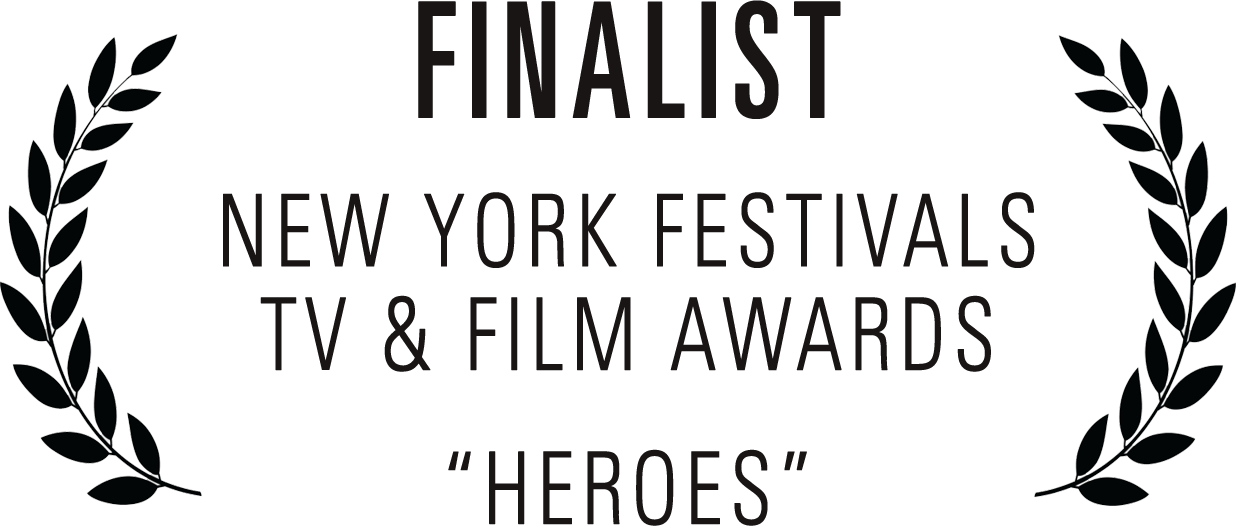 FINALIST
NEW YORK FESTIVALS
TV & FILM AWARDS
“HEROES”